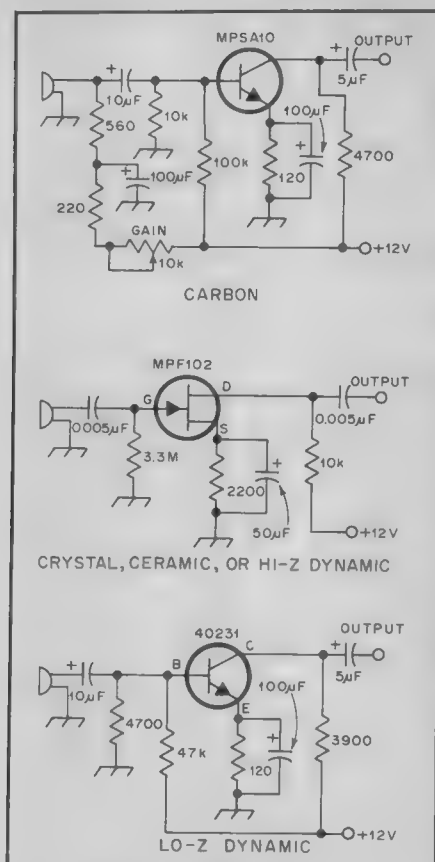 MPSA10
OUTPUT
+
10µF
+
5µF
10k
560
100µF
+
100µF
+
100k
120
4700
220
GAIN
10k
+12V
CARBON
MPF102
G
D
S
OUTPUT
0.005µF
0.005µF
3.3M
2200
+
50µF
10k
+12V
CRYSTAL, CERAMIC, OR HI-Z DYNAMIC
40231
B
C
E
OUTPUT
+
10µF
+
5µF
100µF
+
4700
47k
120
3900
+12V
LO-Z DYNAMIC